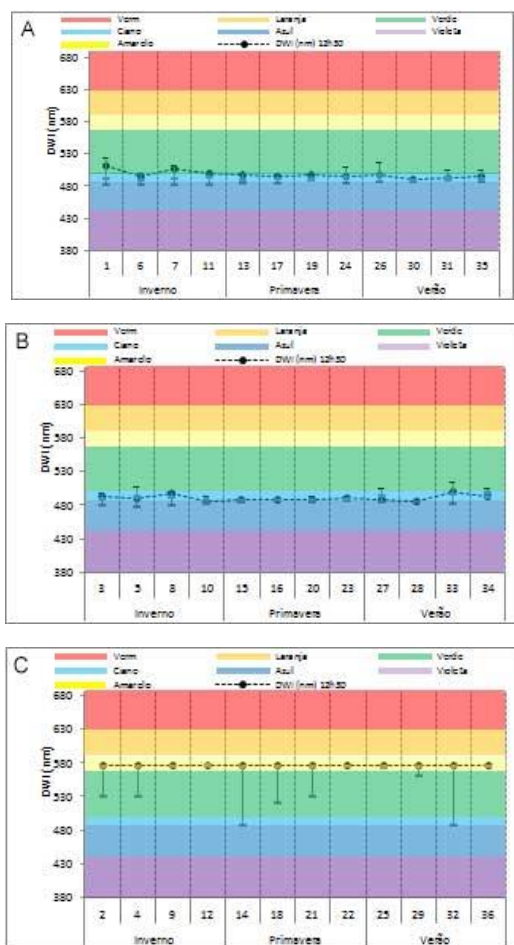 A
Verm Laranja Verde
Ciano Azul Violeta
Amarelo DWI (nm) 12h30
DWI (nm)
680
630
580
530
480
430
380
1 6 7 11 13 17 19 24 26 30 31 35
Inverno Primavera Verão
B
Verm Laranja Verde
Ciano Azul Violeta
Amarelo DWI (nm) 12h30
DWI (nm)
680
630
580
530
480
430
380
3 5 8 10 15 16 20 23 27 28 33 34
Inverno Primavera Verão
C
Verm Laranja Verde
Ciano Azul Violeta
Amarelo DWI (nm) 12h30
DWI (nm)
680
630
580
530
480
430
380
2 4 9 12 14 18 21 22 25 29 32 36
Inverno Primavera Verão